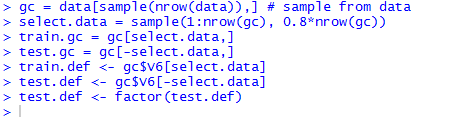 > gc = data[sample(nrow(data)),] # sample from data
> select.data = sample(1:nrow(gc), 0.8*nrow(gc))
> train.gc = gc[select.data,]
> test.gc = gc[-select.data,]
> train.def <- gc$V6[select.data]
> test.def <- gc$V6[-select.data]
> test.def <- factor(test.def)
>